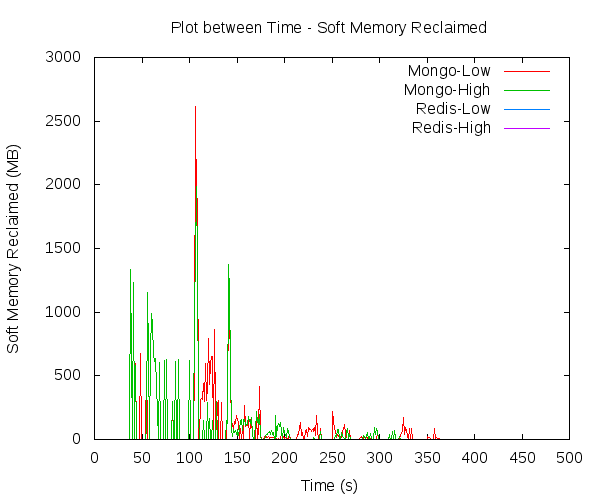 Plot between Time - Soft Memory Reclaimed
3000
2500
2000
1500
1000
500
0
Soft Memory Reclaimed (MB)
Mongo-Low
Mongo-High
Redis-Low
Redis-High
0 50 100 150 200 250 300 350 400 450 500
Time (s)